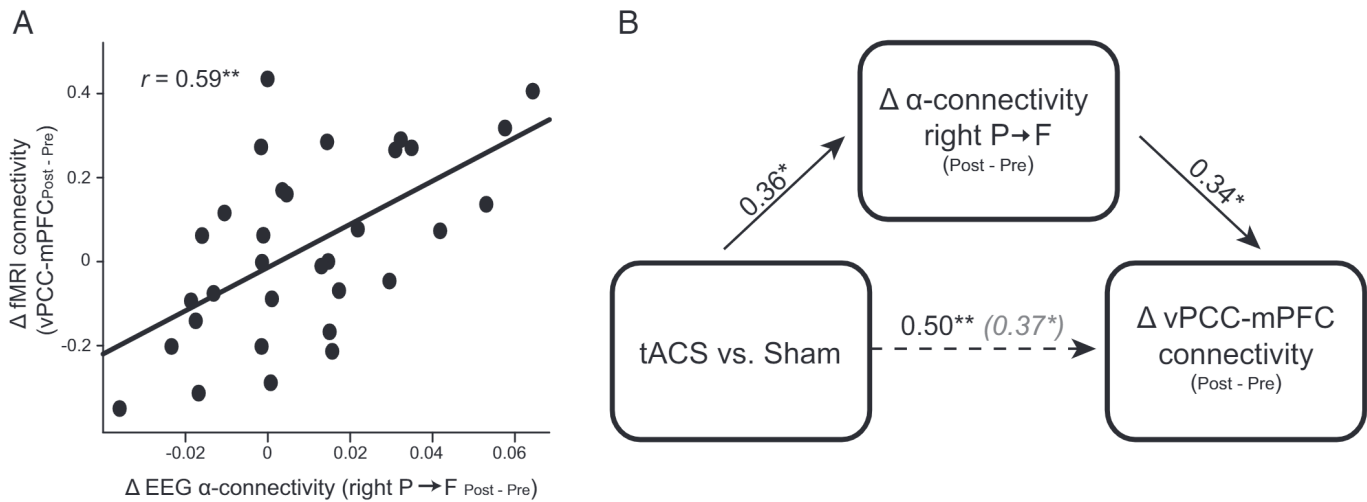 A
r = 0.59**
Δ fMRI connectivity
(vPCC-mPFCPost - Pre)
0.4
0.2
0
-0.2
-0.02
0
0.02
0.04
0.06
Δ EEG α-connectivity (right P→F Post - Pre)
B
Δ α-connectivity
right P→F
(Post - Pre)
0.36*
0.34*
tACS vs. Sham
0.50** (0.37*)
Δ vPCC-mPFC
connectivity
(Post - Pre)